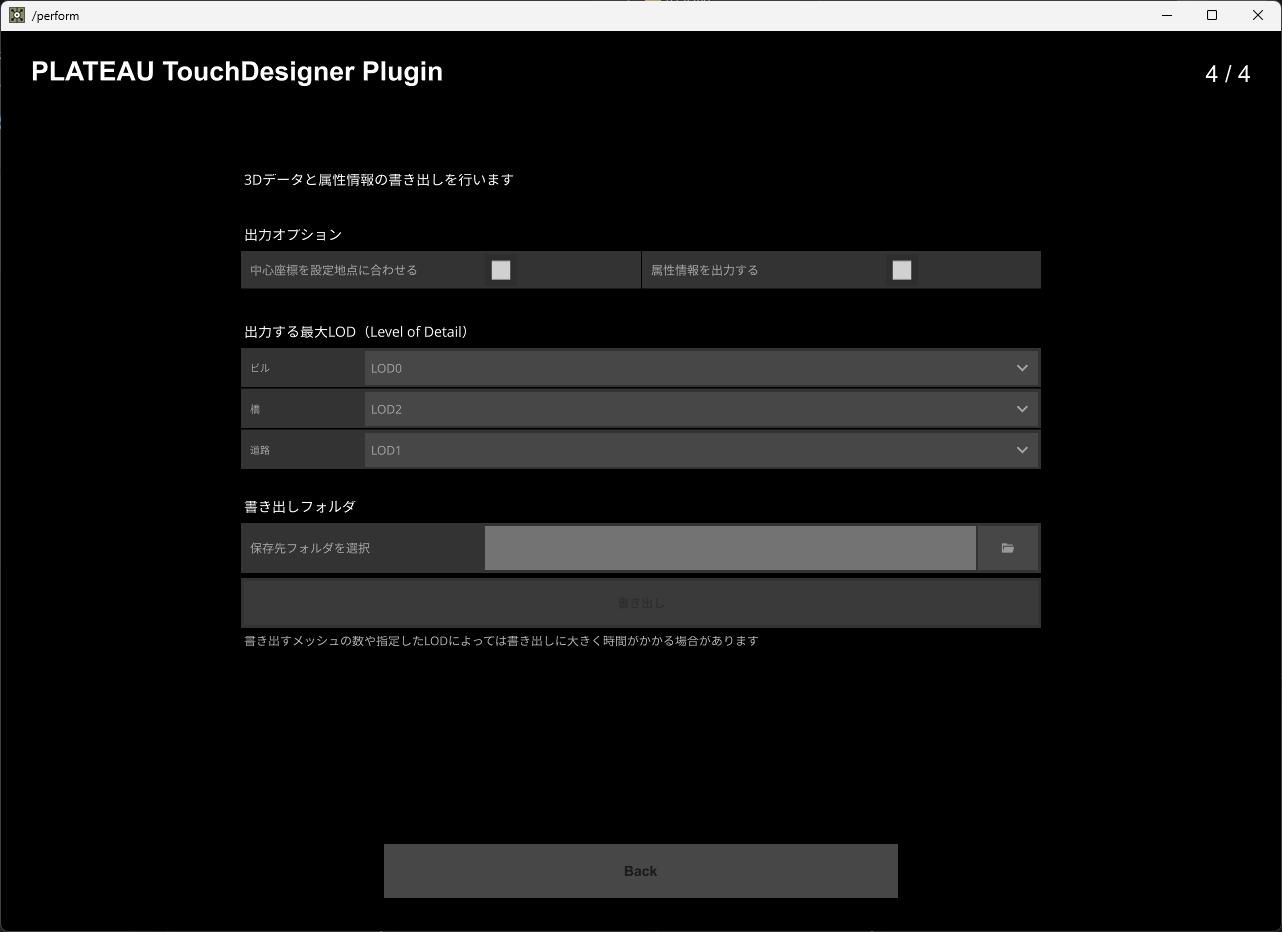 /perform
PLATEAU TouchDesigner Plugin
4 / 4
3Dデータと属性情報の書き出しを行います
出力オプション
中心座標を設定地点に合わせる
属性情報を出力する
出力する最大LOD（Level of Detail）
ビル
LOD0
橋
LOD2
道路
LOD1
書き出しフォルダ
保存先フォルダを選択
書き出し
書き出すメッシュの数や指定したLODによっては書き出しに大きく時間がかかる場合があります
Back